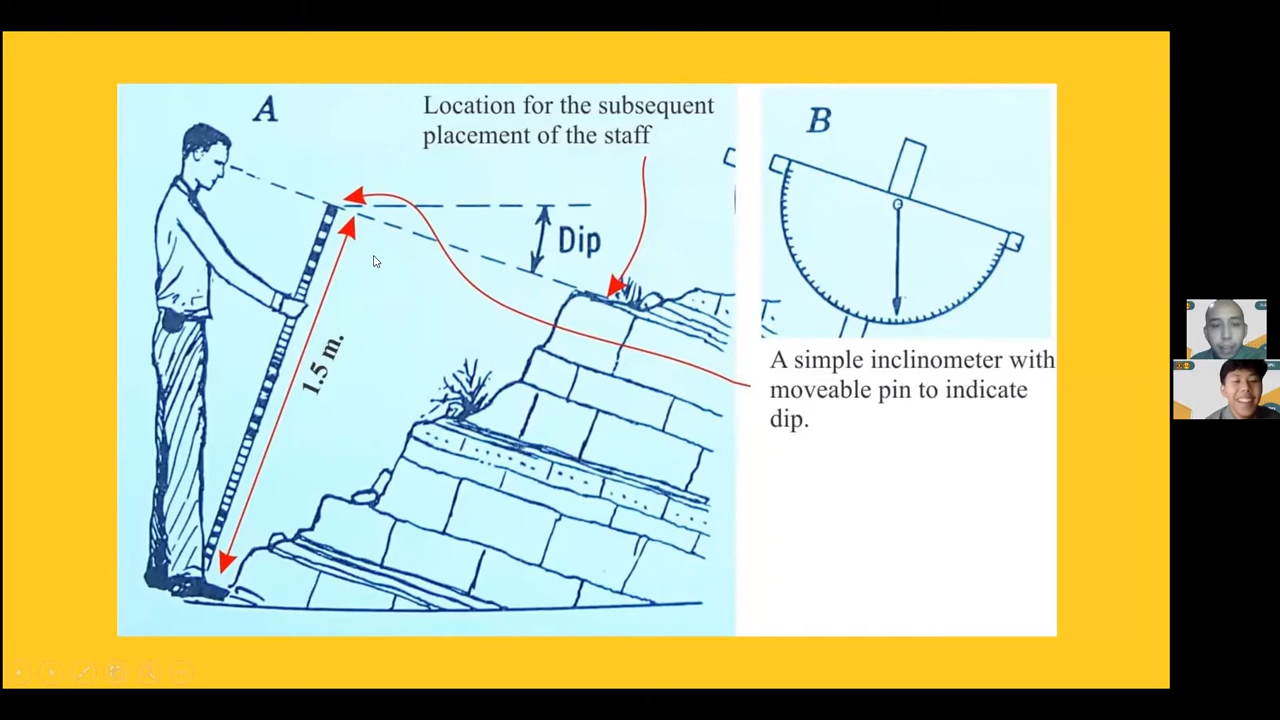 A
Location for the subsequent
placement of the staff
Dip
1.5 m.
B
A simple inclinometer with
moveable pin to indicate
dip.